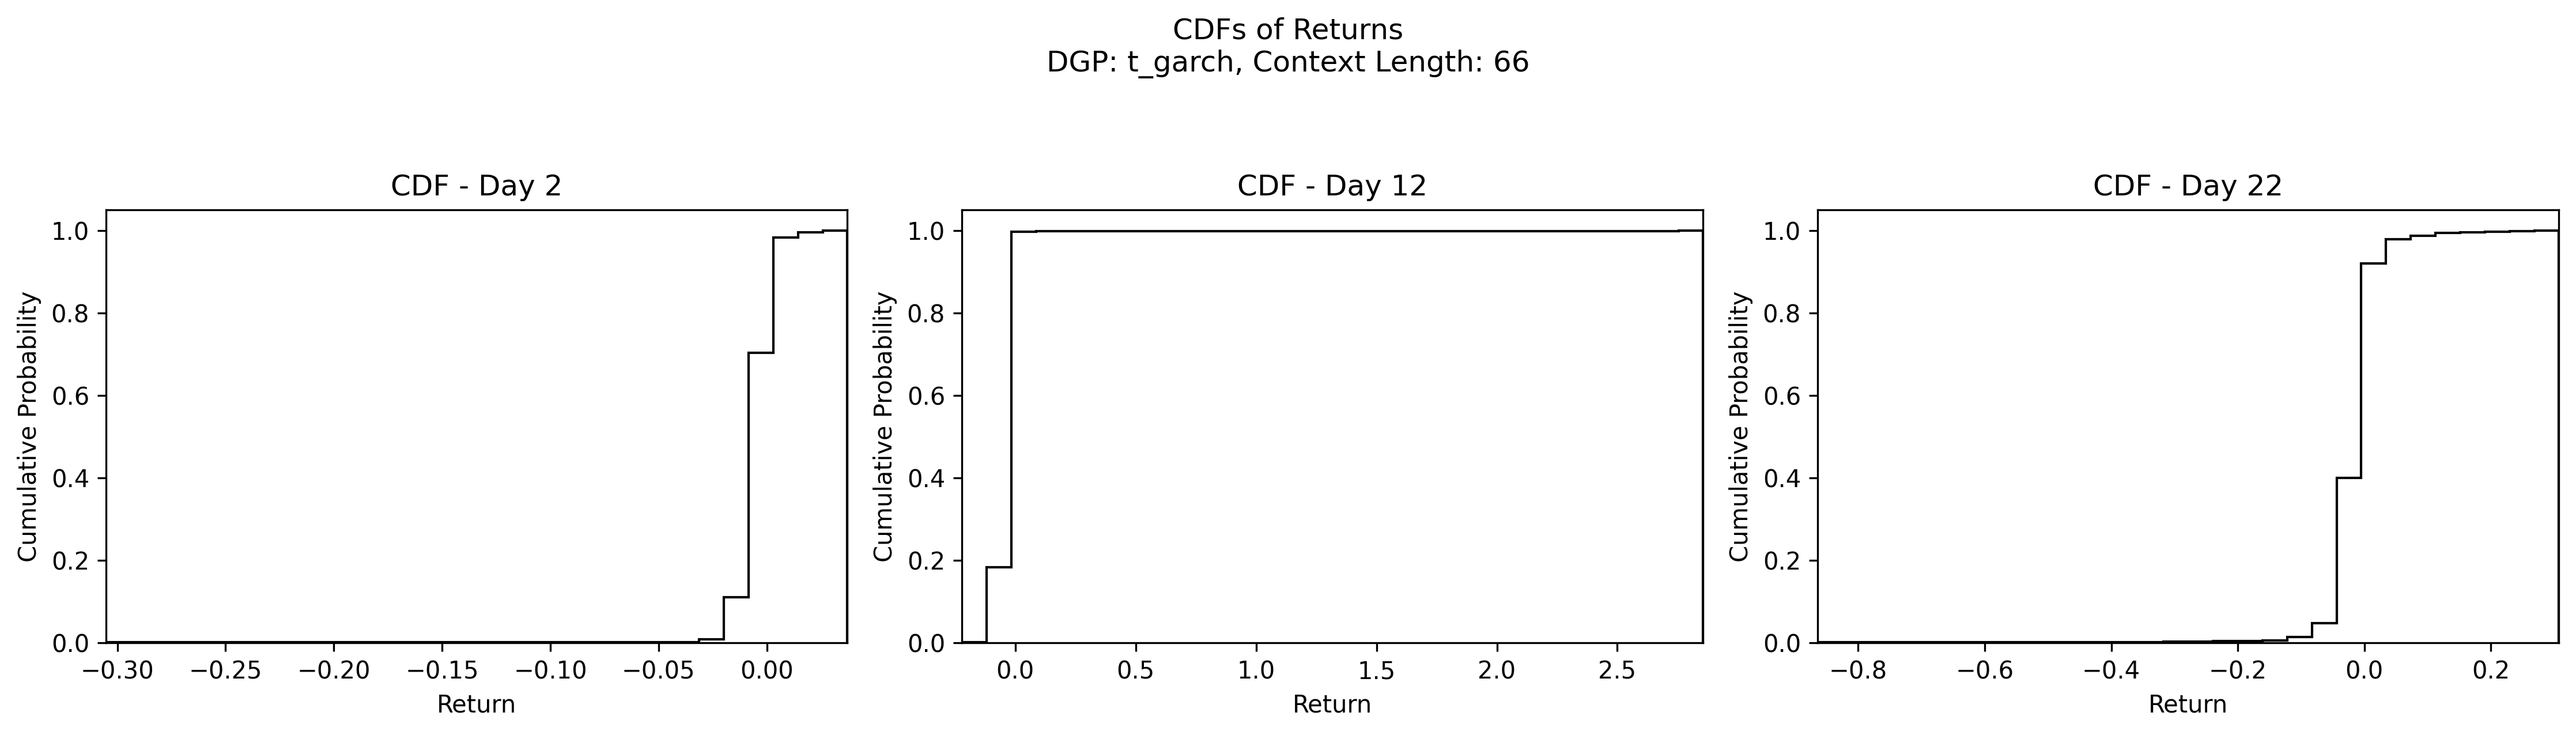 CDFs of Returns
DGP: t_garch, Context Length: 66
CDF - Day 2
Cumulative Probability
1.0
0.8
0.6
0.4
0.2
0.0
−0.30 −0.25 −0.20 −0.15 −0.10 −0.05 0.00
Return
CDF - Day 12
Cumulative Probability
1.0
0.8
0.6
0.4
0.2
0.0
0.0 0.5 1.0 1.5 2.0 2.5
Return
CDF - Day 22
Cumulative Probability
1.0
0.8
0.6
0.4
0.2
0.0
−0.8 −0.6 −0.4 −0.2 0.0 0.2
Return